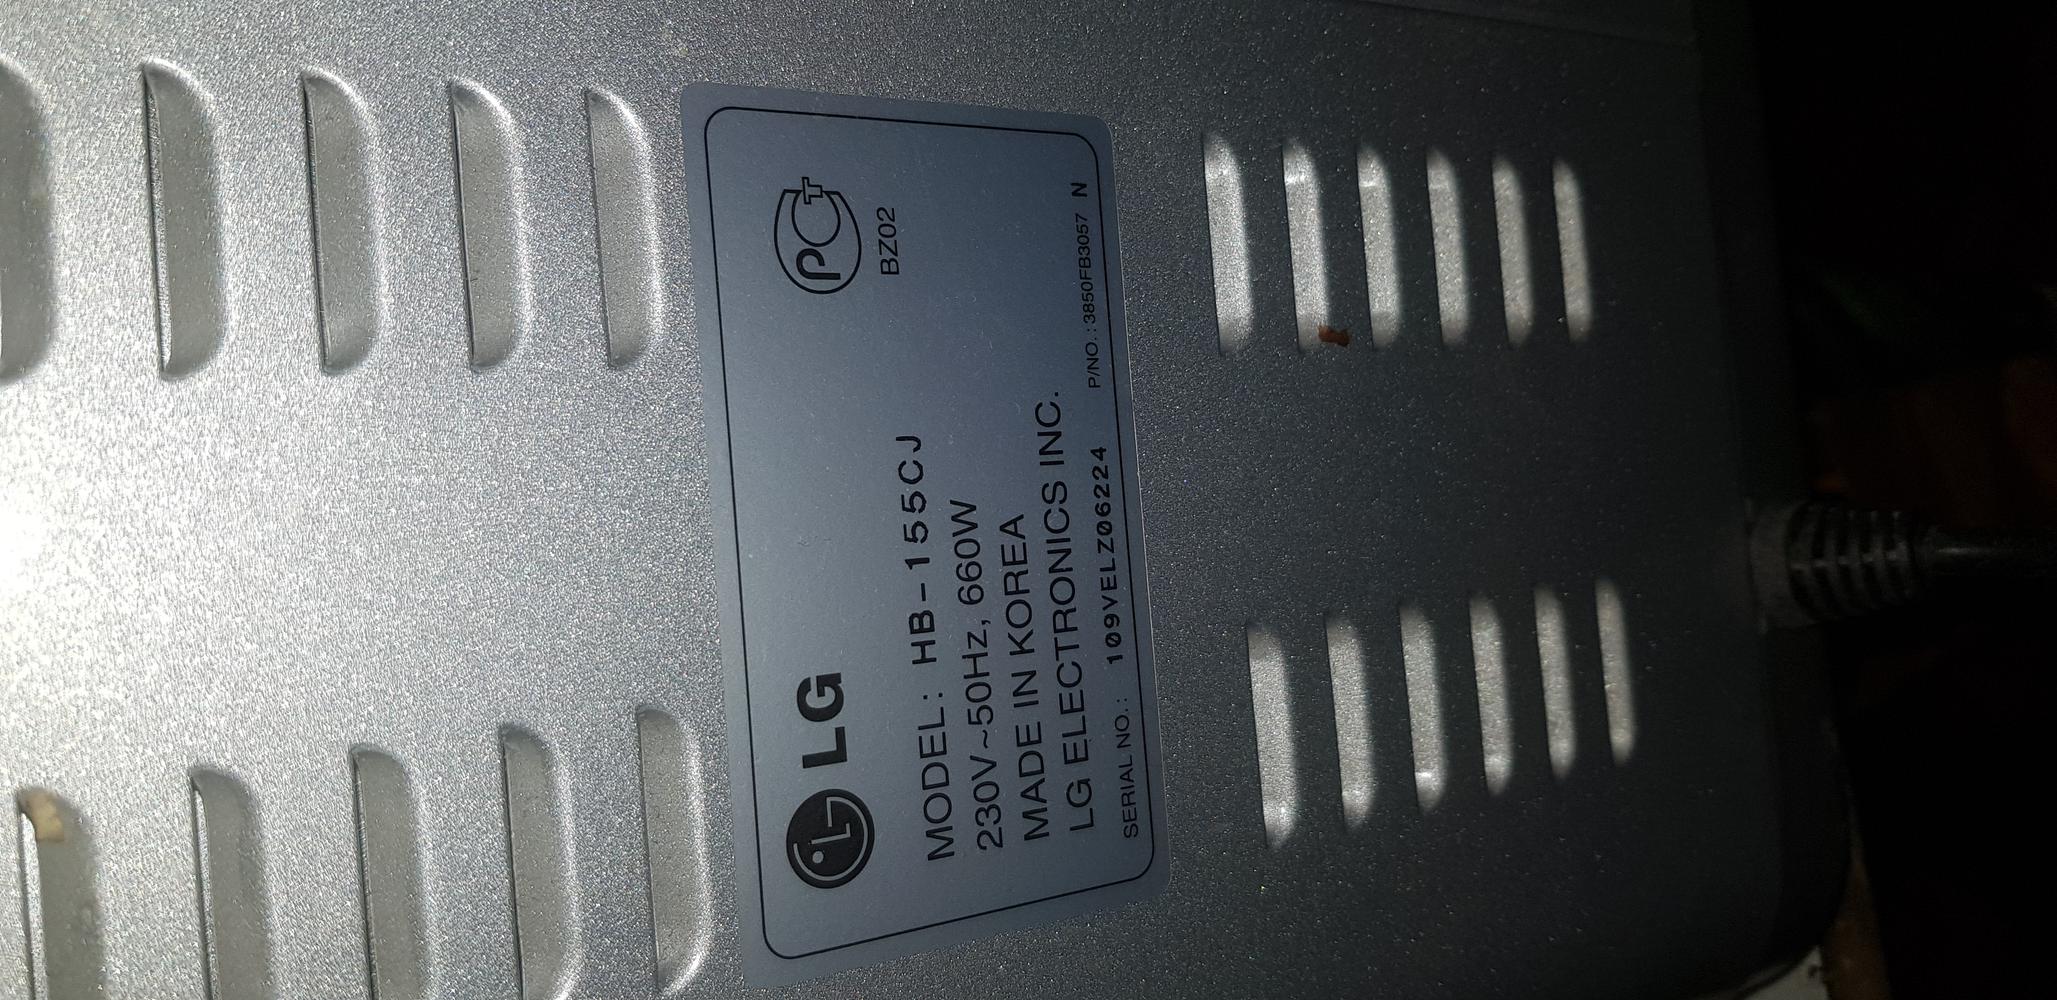 LG
PCT
BZ02
MODEL: HB-155CJ
230V~50Hz, 660W
MADE IN KOREA
LG ELECTRONICS INC.
SERIAL NO.: 109VELZ06224 P/NO.: 3850FB3057 N